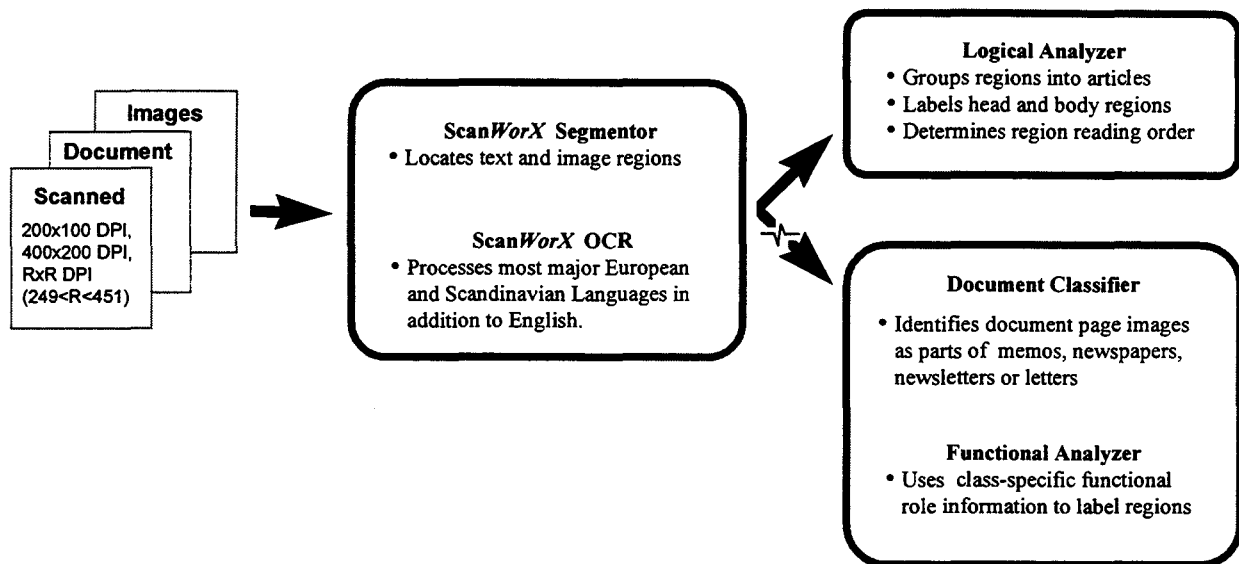 Images
Document
Scanned
200x100 DPI,
400x200 DPI,
RxR DPI
(249<R<451)
ScanWorX Segmentor
• Locates text and image regions
ScanWorX OCR
• Processes most major European
and Scandinavian Languages in
addition to English.
Logical Analyzer
• Groups regions into articles
• Labels head and body regions
• Determines region reading order
Document Classifier
• Identifies document page images
as parts of memos, newspapers,
newsletters or letters
Functional Analyzer
• Uses class-specific functional
role information to label regions